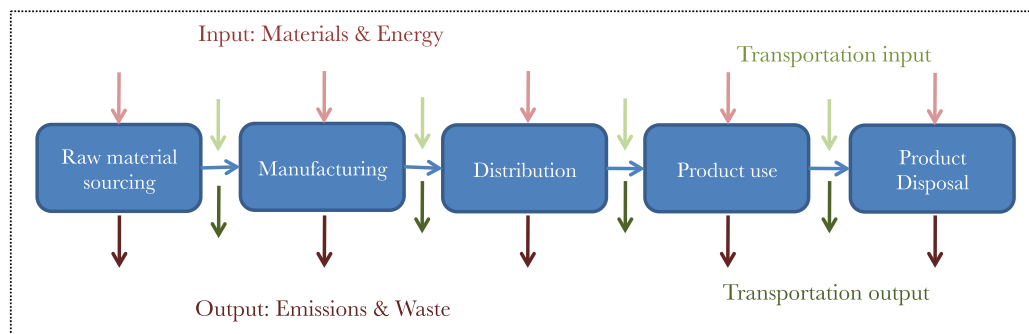 Input: Materials & Energy
Transportation input
Raw material
sourcing
Manufacturing
Distribution
Product use
Product
Disposal
Output: Emissions & Waste
Transportation output